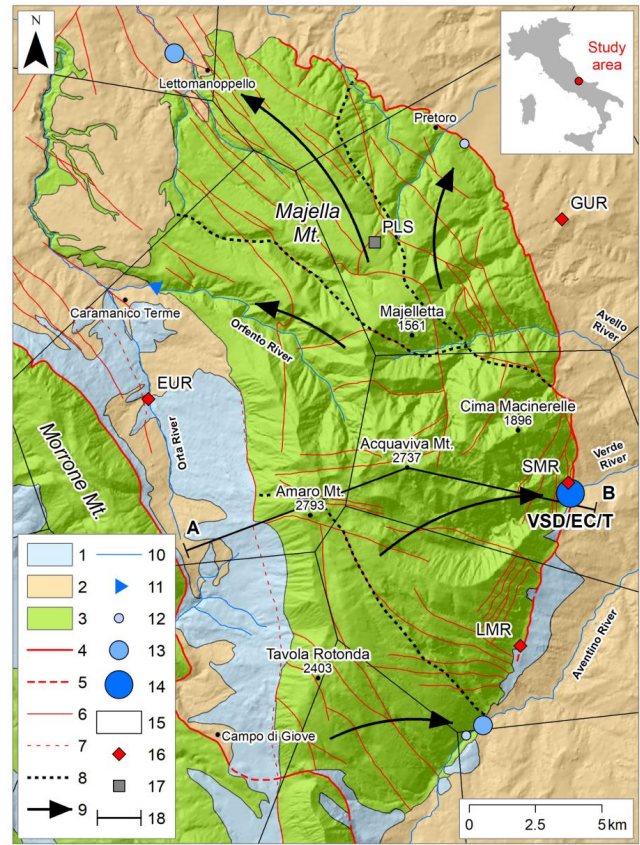 N
Study
area
Lettomanoppello
Pretoro
GUR
Majella
Mt.
PLS
Caramanico Terme
Majelletta
1561
Orfento River
Avello
River
EUR
Orta River
Cima Macinerelle
1896
Morrone Mt.
Acquaviva Mt.
2737
SMR
Verde
River
Amaro Mt.
2793
A
B
VSD/EC/T
LMR
Aventino River
Tavola Rotonda
2403
Campo di Giove
1
2
3
4
5
6
7
8
9
10
11
12
13
14
15
16
17
18
0 2.5 5 km